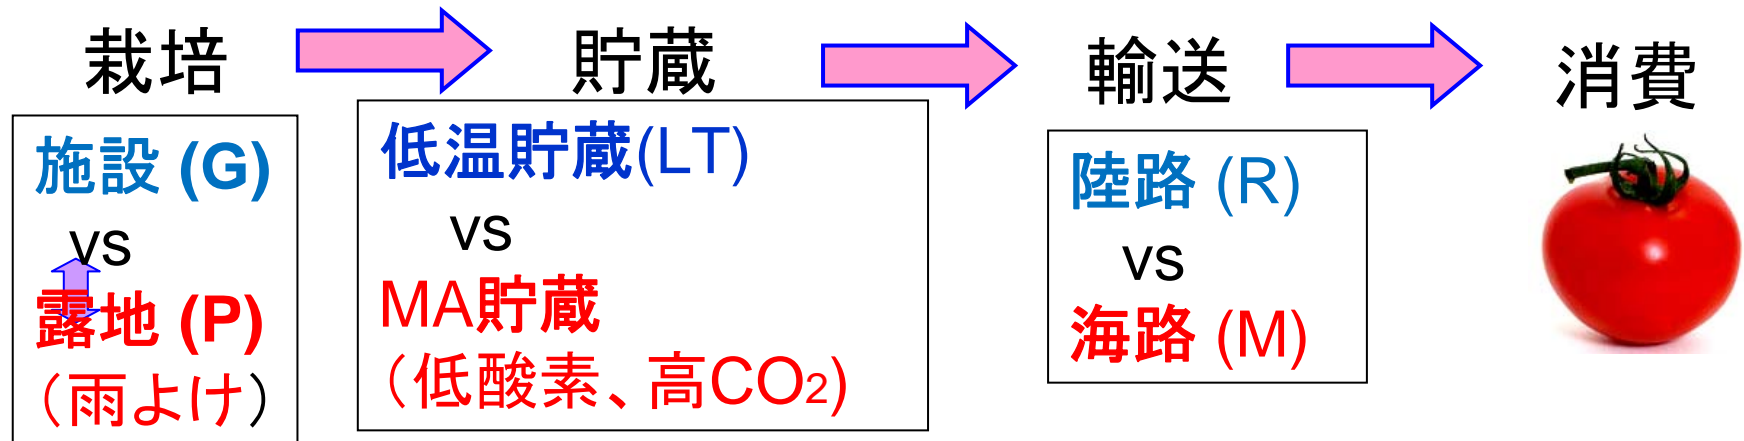 栽培
施設 (G)
vs
露地 (P)
（雨よけ）
貯蔵
低温貯蔵(LT)
vs
MA貯蔵
（低酸素、高CO2)
輸送
陸路 (R)
vs
海路 (M)
消費